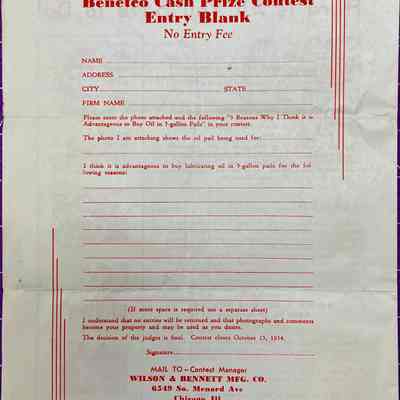 Benefco Cash Prize Contest
Entry Blank
No Entry Fee
NAME
ADDRESS
CITY STATE
FIRM NAME
Please enter the photo attached and the following "5 Reasons Why I Think it is
Advantageous to Buy Oil in 5-gallon Pails" in your contest.
The photo I am attaching shows the oil pail being used for:
I think it is advantageous to buy lubricating oil in 5-gallon pails for the fol-
lowing reasons:
(If more space is required use a separate sheet)
I understand that no entries will be returned and that photographs and comments
become your property and may be used as you desire.
The decision of the judges is final. Contest closes October 15, 1934.
Signature
MAIL TO—Contest Manager
WILSON & BENNETT MFG. CO.
6549 So. Menard Ave
Chicago, Ill.